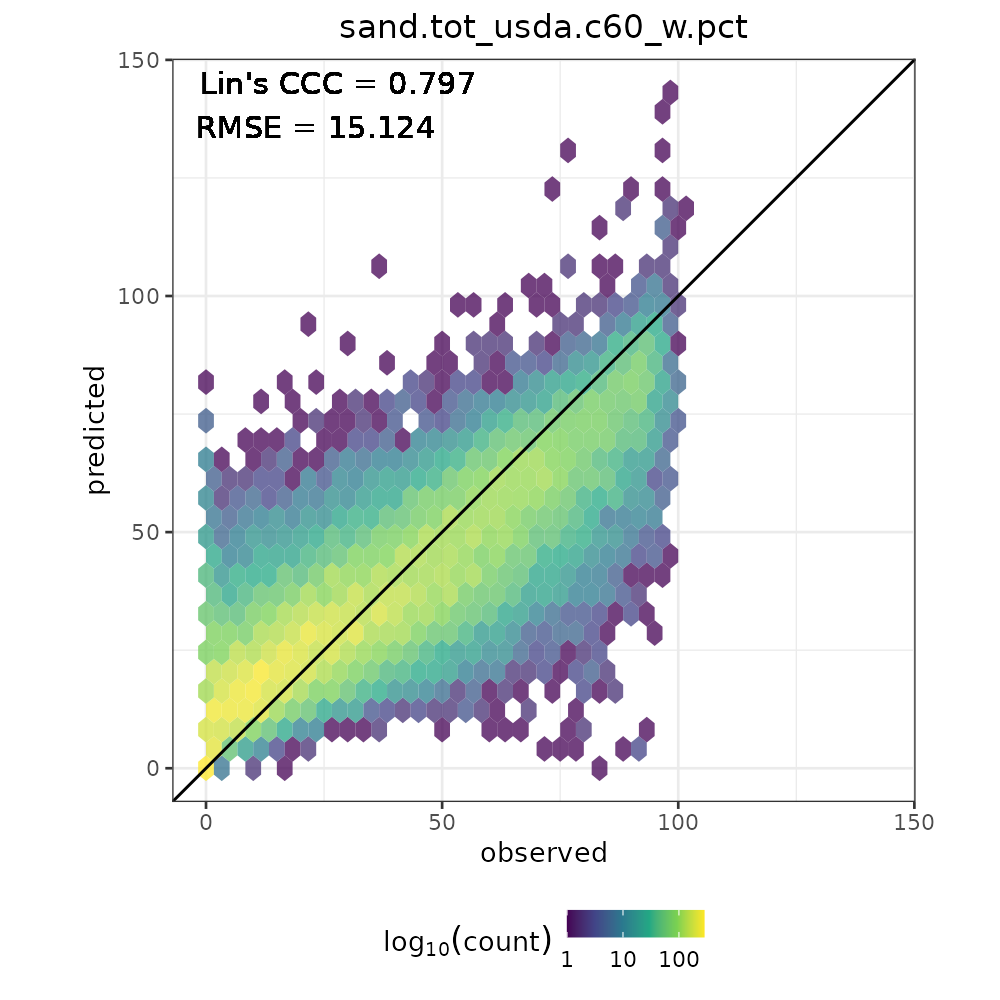 sand.tot_usda.c60_w.pct
Lin's CCC = 0.797
RMSE = 15.124
150
100
50
0
predicted
0 50 100 150
observed
log10(count)
1 10 100